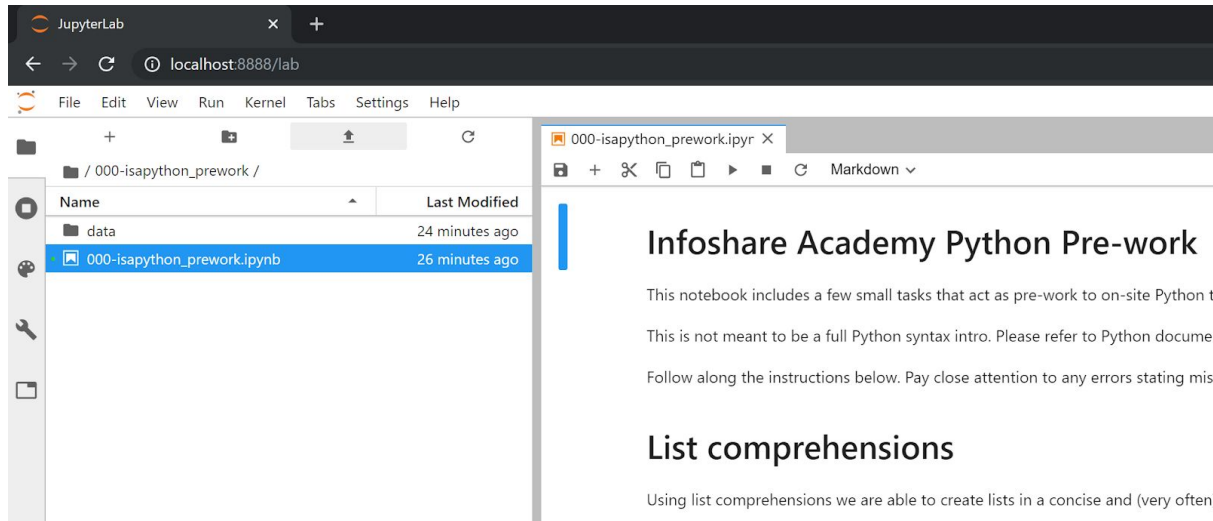 JupyterLab
localhost:8888/lab
File Edit View Run Kernel Tabs Settings Help
/ 000-isapython_prework /
Name Last Modified
data 24 minutes ago
000-isapython_prework.ipynb 26 minutes ago
000-isapython_prework.ipyr
Markdown
Infoshare Academy Python Pre-work
This notebook includes a few small tasks that act as pre-work to on-site Python t
This is not meant to be a full Python syntax intro. Please refer to Python docume
Follow along the instructions below. Pay close attention to any errors stating mis
List comprehensions
Using list comprehensions we are able to create lists in a concise and (very often